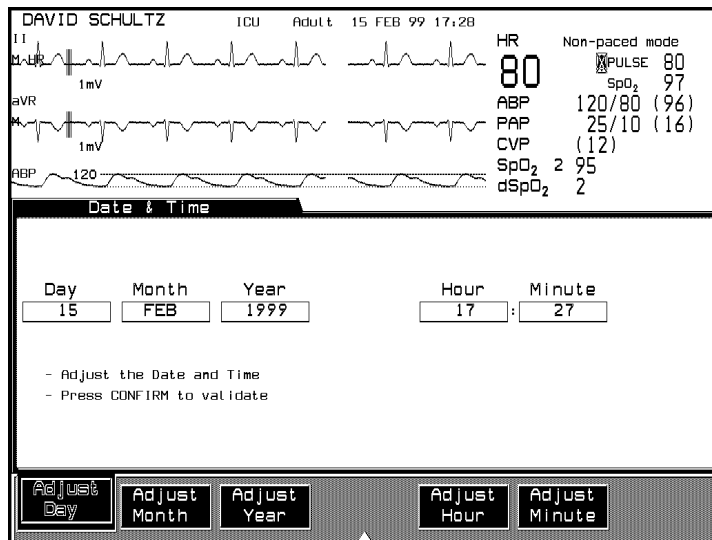 DAVID SCHULTZ ICU Adult 15 FEB 99 17:28
II
M HR
1mV
aVR
M
1mV
ABP 120
HR Non-paced mode
80
PULSE 80
SpO₂ 97
ABP 120/80 (96)
PAP 25/10 (16)
CVP (12)
SpO₂ 2 95
dSpO₂ 2
Date & Time
Day Month Year Hour Minute
15 FEB 1999 17 : 27
- Adjust the Date and Time
- Press CONFIRM to validate
Adjust Day
Adjust Month
Adjust Year
Adjust Hour
Adjust Minute